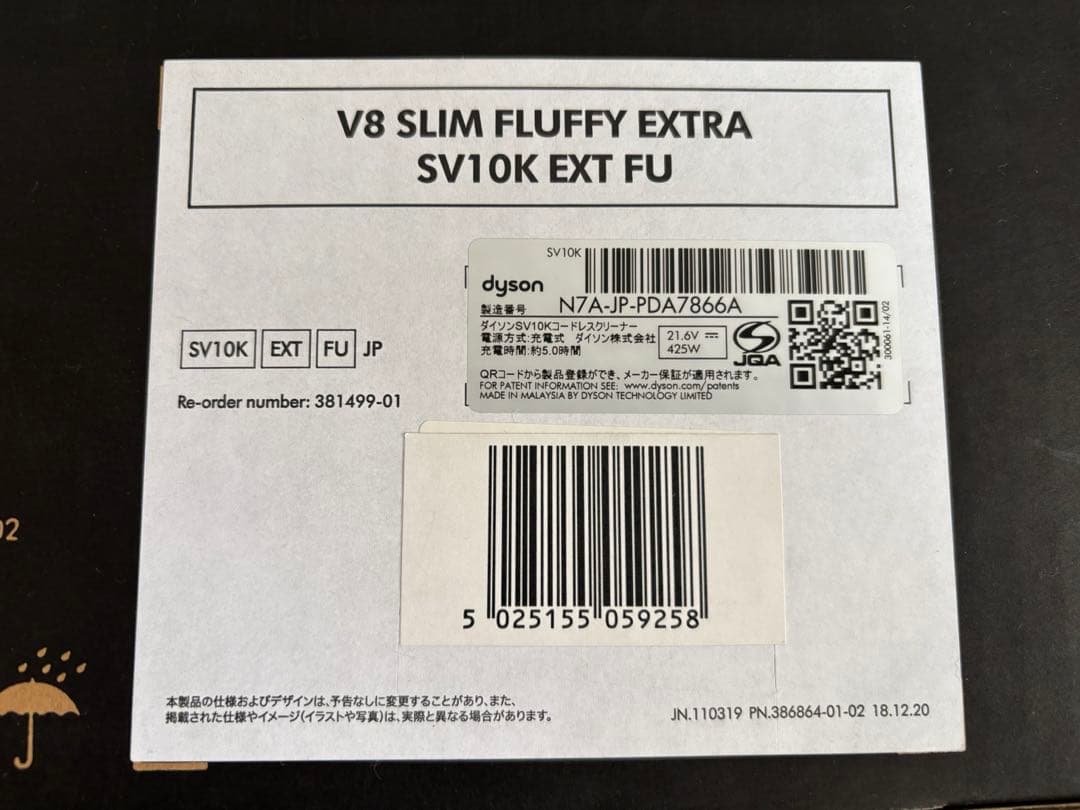 V8 SLIM FLUFFY EXTRA
SV10K EXT FU
SV10K
dyson
製造番号 N7A-JP-PDA7866A
ダイソンSV10Kコードレスクリーナー
電源方式:充電式 ダイソン株式会社
充電時間:約5.0時間
21.6V ⎓
425W
JQA
300061-14/02
QRコードから製品登録ができ、メーカー保証が適用されます。
FOR PATENT INFORMATION SEE: www.dyson.com/patents
MADE IN MALAYSIA BY DYSON TECHNOLOGY LIMITED
SV10K EXT FU JP
Re-order number: 381499-01
5 025155 059258
02
本製品の仕様およびデザインは、予告なしに変更することがあり、また、
掲載された仕様やイメージ(イラストや写真)は、実際と異なる場合があります。
JN.110319 PN.386864-01-02 18.12.20